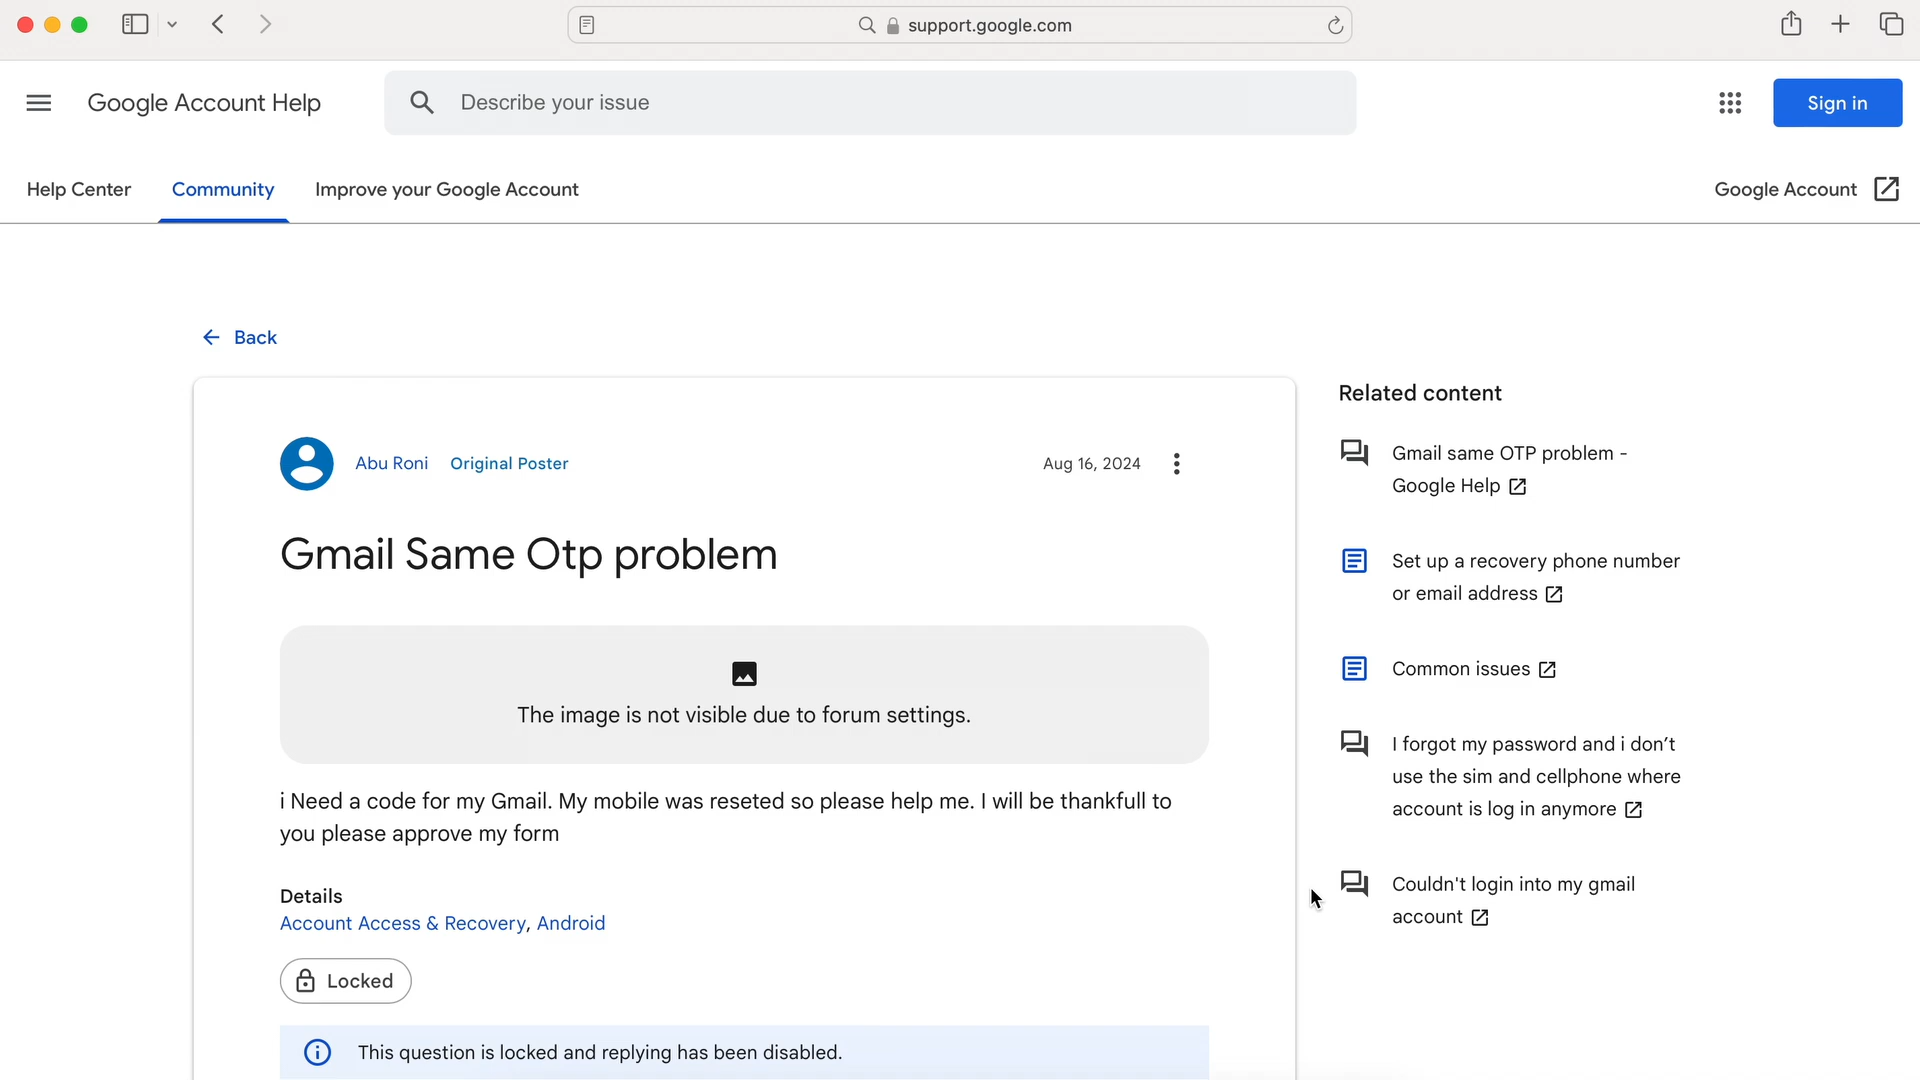 support.google.com
Google Account Help
Describe your issue
Sign in
Help Center
Community
Improve your Google Account
Google Account
Back
Abu Roni
Original Poster
Aug 16, 2024
Gmail Same Otp problem
The image is not visible due to forum settings.
i Need a code for my Gmail. My mobile was reseted so please help me. I will be thankfull to
you please approve my form
Details
Account Access & Recovery, Android
Locked
This question is locked and replying has been disabled.
Related content
Gmail same OTP problem -
Google Help
Set up a recovery phone number
or email address
Common issues
I forgot my password and i don’t
use the sim and cellphone where
account is log in anymore
Couldn't login into my gmail
account